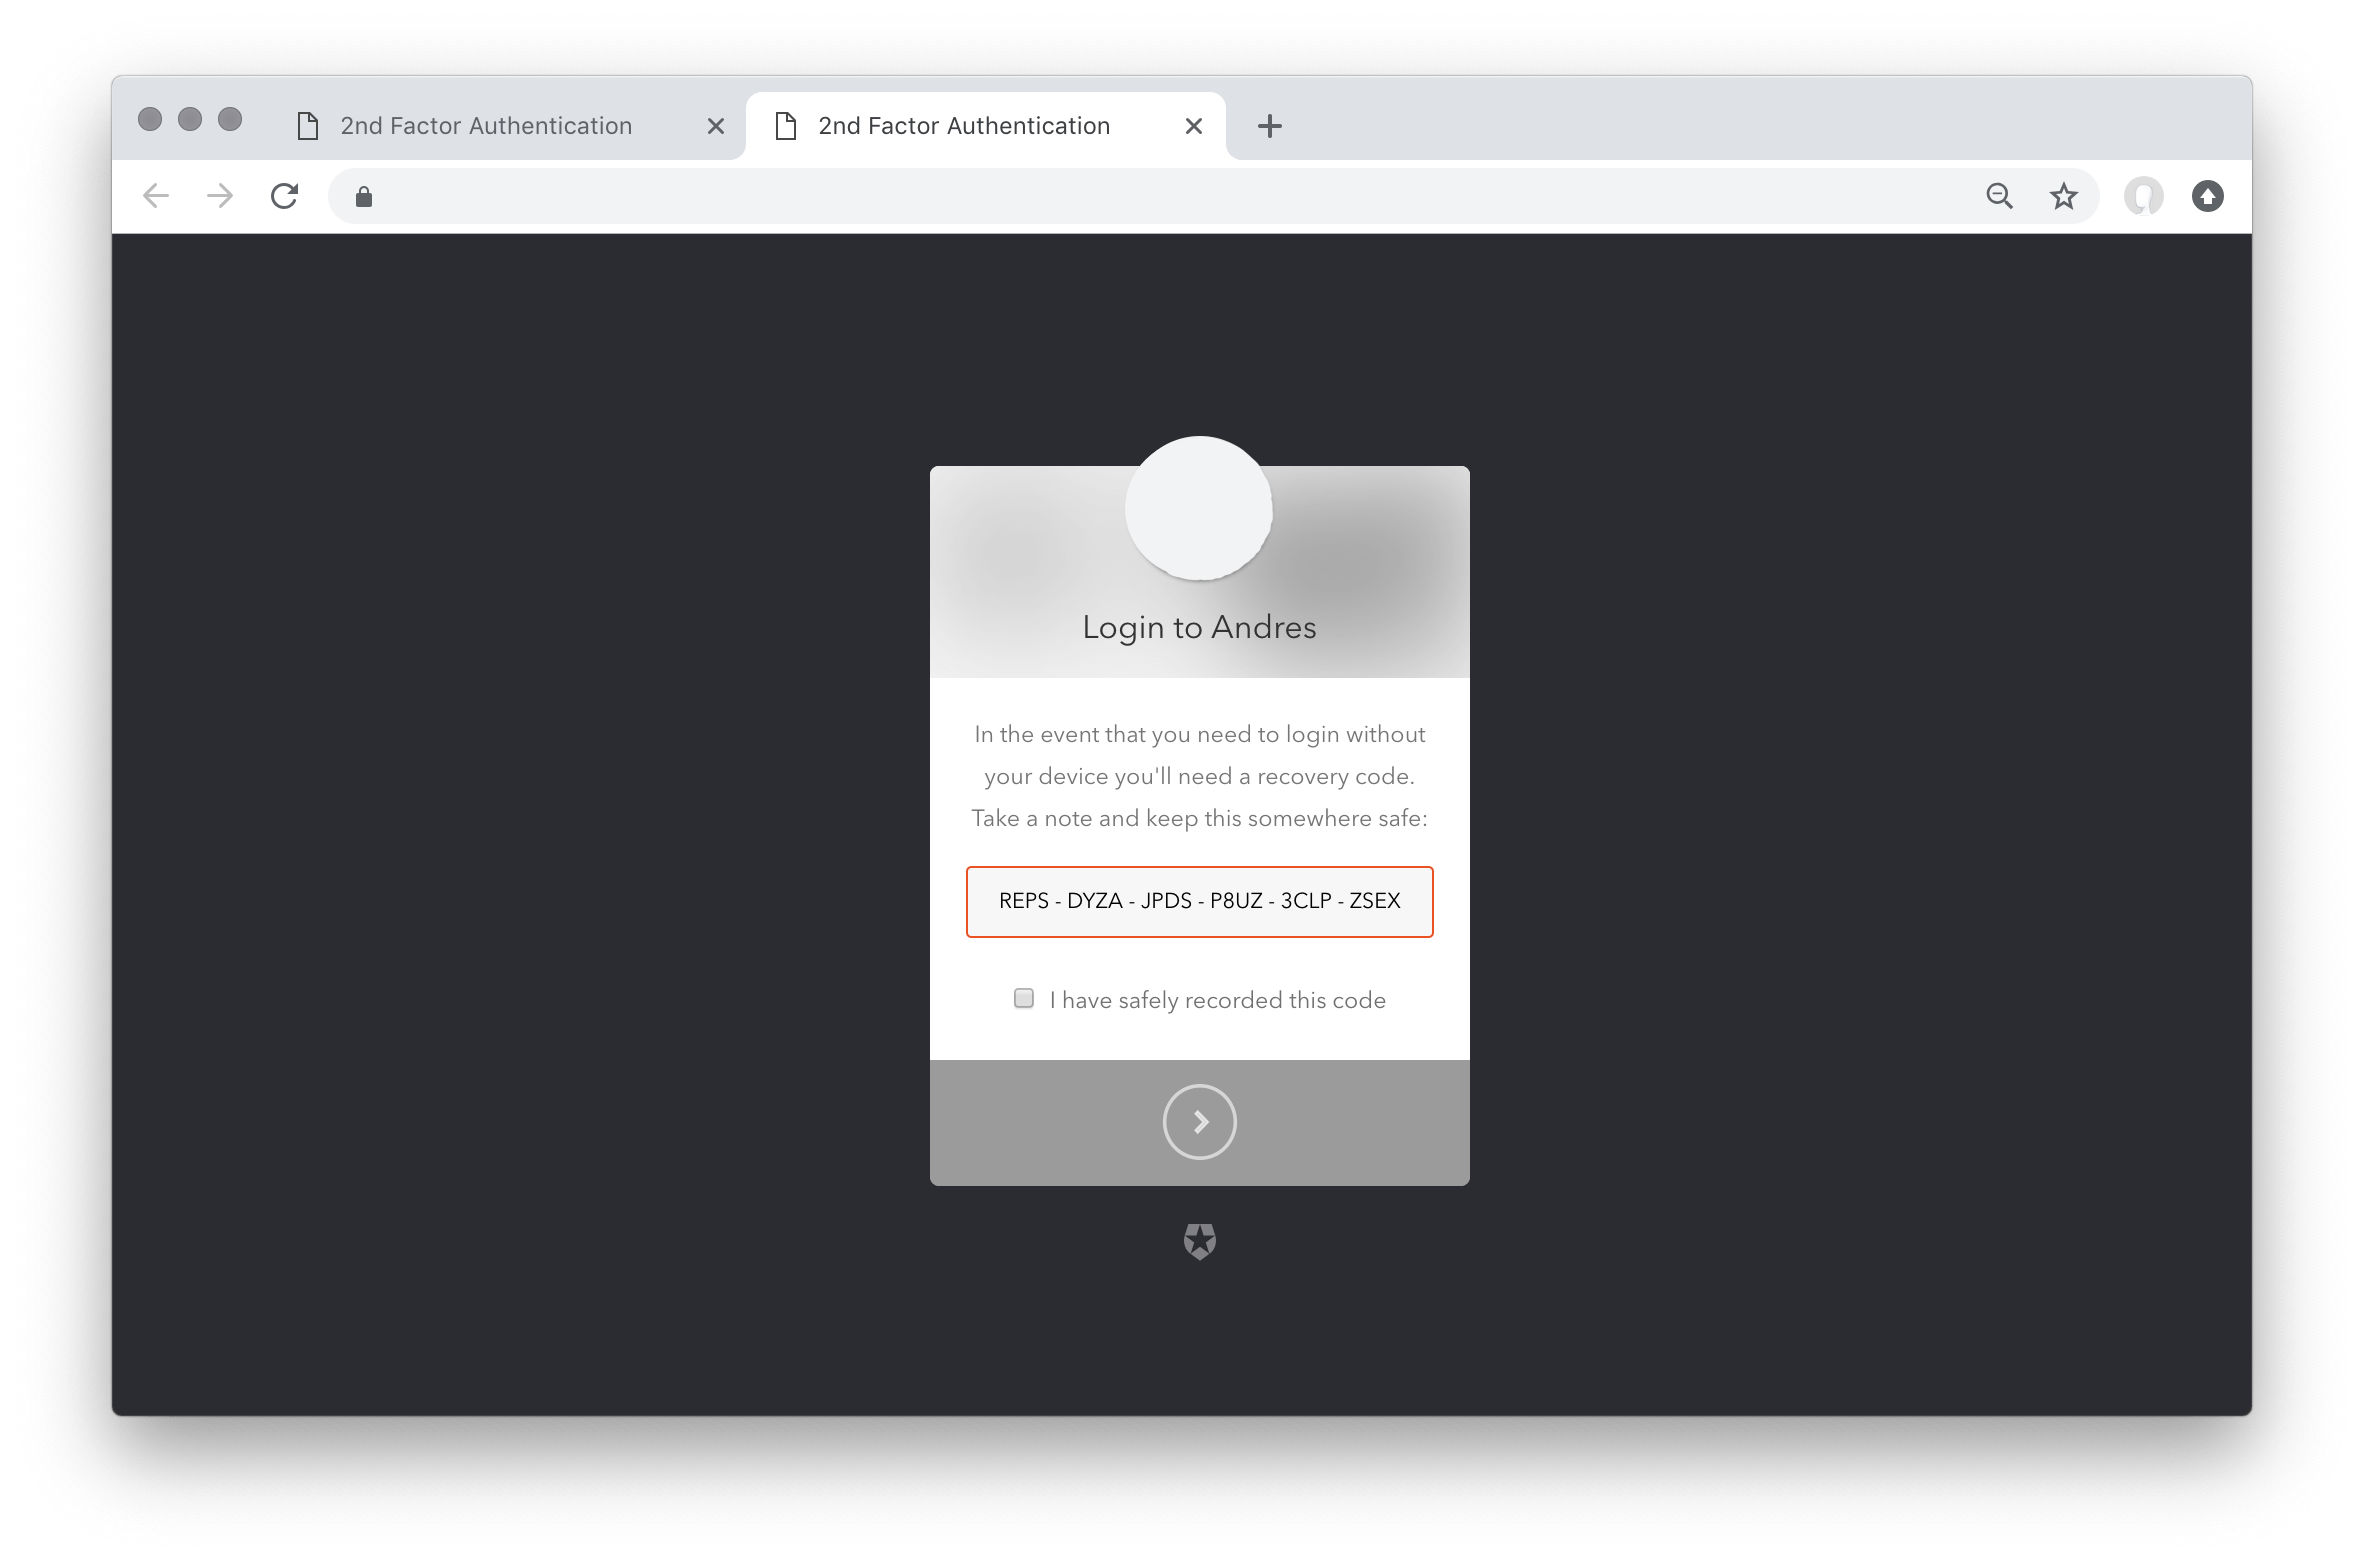 2nd Factor Authentication
2nd Factor Authentication
Login to Andres
In the event that you need to login without
your device you'll need a recovery code.
Take a note and keep this somewhere safe:
REPS - DYZA - JPDS - P8UZ - 3CLP - ZSEX
I have safely recorded this code